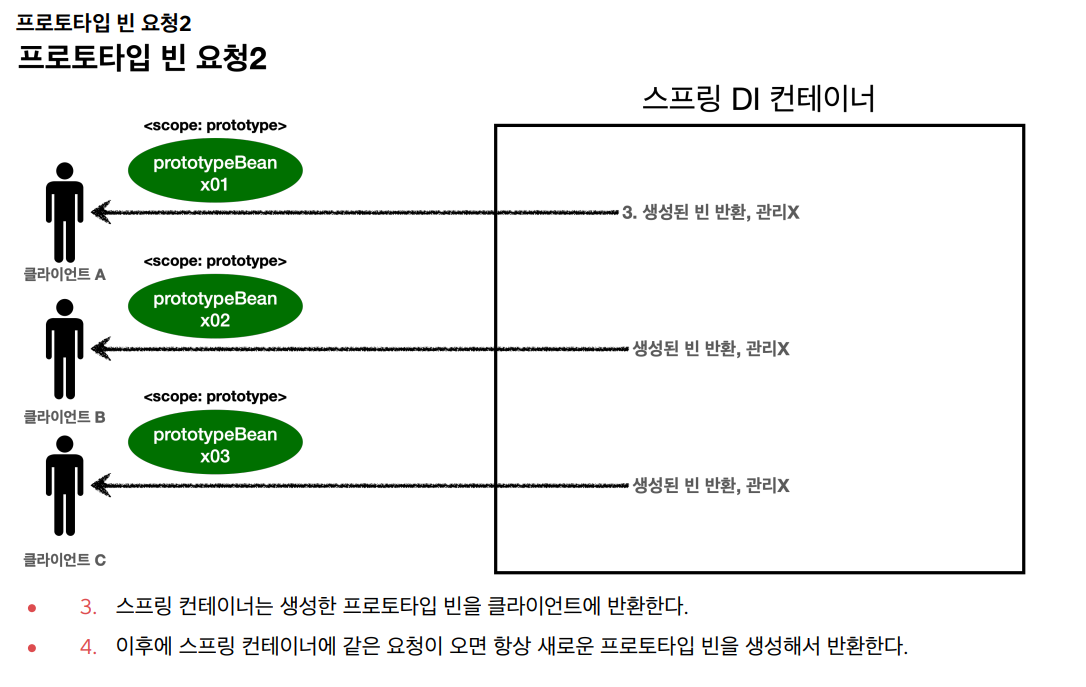 프로토타입 빈 요청2
프로토타입 빈 요청2
스프링 DI 컨테이너
<scope: prototype>
prototypeBean
x01
3. 생성된 빈 반환, 관리X
클라이언트 A
<scope: prototype>
prototypeBean
x02
생성된 빈 반환, 관리X
클라이언트 B
<scope: prototype>
prototypeBean
x03
생성된 빈 반환, 관리X
클라이언트 C
• 3. 스프링 컨테이너는 생성한 프로토타입 빈을 클라이언트에 반환한다.
• 4. 이후에 스프링 컨테이너에 같은 요청이 오면 항상 새로운 프로토타입 빈을 생성해서 반환한다.